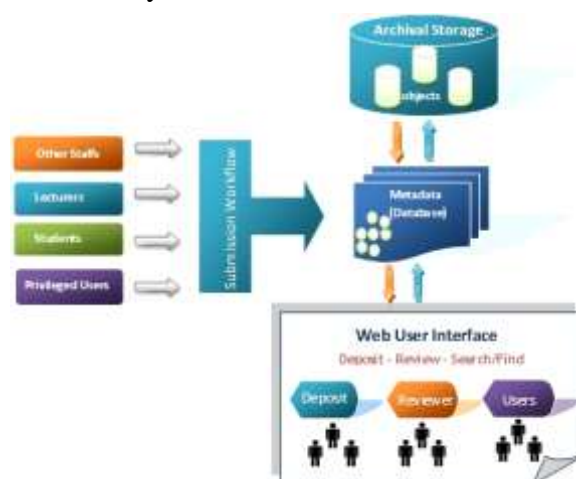 Archival Storage
objects
Other Staffs
Lecturers
Students
Privileged Users
Submission Workflow
Metadata
(Database)
Web User Interface
Deposit - Review - Search/Find
Deposit
Reviewer
Users